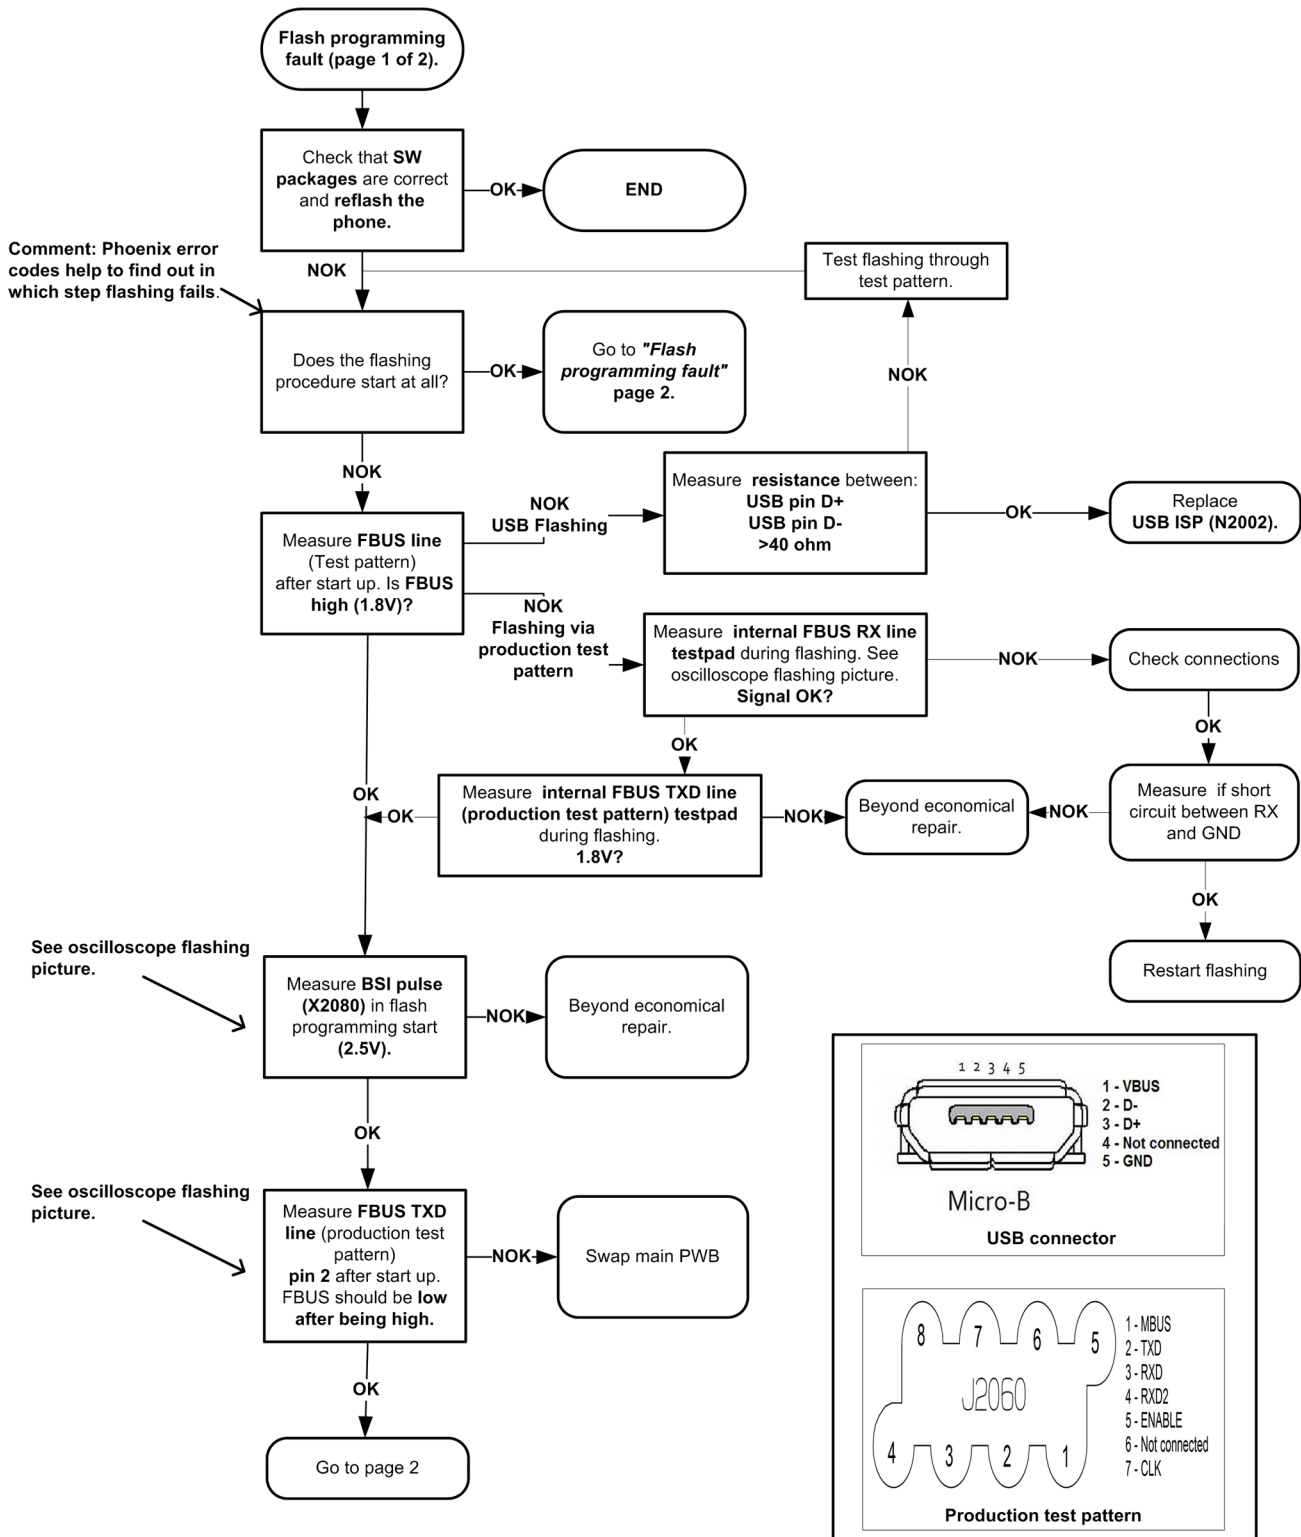 Flash programming
fault (page 1 of 2).
Check that SW
packages are correct
and reflash the
phone.
OK
END
Comment: Phoenix error
codes help to find out in
which step flashing fails.
NOK
Test flashing through
test pattern.
Does the flashing
procedure start at all?
OK
Go to "Flash
programming fault"
page 2.
NOK
NOK
Measure FBUS line
(Test pattern)
after start up. Is FBUS
high (1.8V)?
NOK
USB Flashing
Measure resistance between:
USB pin D+
USB pin D-
>40 ohm
OK
Replace
USB ISP (N2002).
NOK
Flashing via
production test
pattern
Measure internal FBUS RX line
testpad during flashing. See
oscilloscope flashing picture.
Signal OK?
NOK
Check connections
OK
OK
OK
Measure internal FBUS TXD line
(production test pattern) testpad
during flashing.
1.8V?
OK
NOK
Beyond economical
repair.
NOK
Measure if short
circuit between RX
and GND
OK
Restart flashing
See oscilloscope flashing
picture.
Measure BSI pulse
(X2080) in flash
programming start
(2.5V).
NOK
Beyond economical
repair.
OK
See oscilloscope flashing
picture.
Measure FBUS TXD
line (production test
pattern)
pin 2 after start up.
FBUS should be low
after being high.
NOK
Swap main PWB
OK
Go to page 2
1 2 3 4 5
1 - VBUS
2 - D-
3 - D+
4 - Not connected
5 - GND
Micro-B
USB connector
8 7 6 5
J2060
4 3 2 1
1 - MBUS
2 - TXD
3 - RXD
4 - RXD2
5 - ENABLE
6 - Not connected
7 - CLK
Production test pattern